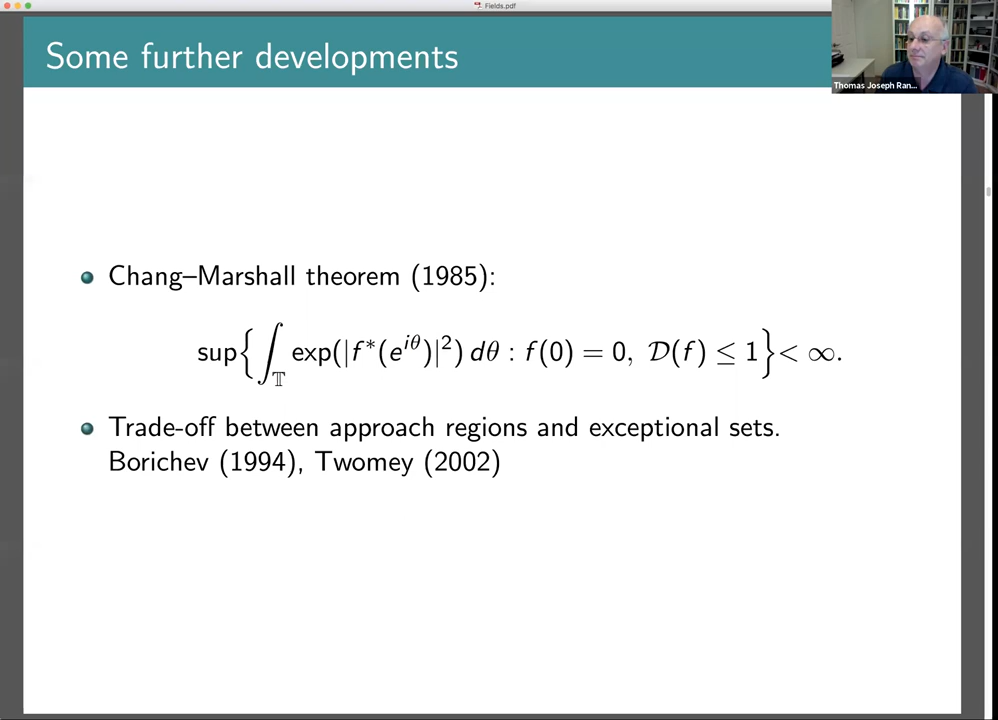 Fields.pdf
Some further developments
Thomas Joseph Ran...
Chang–Marshall theorem (1985):
sup{∫_𝕋 exp(|f*(e^{iθ})|²) dθ : f(0) = 0, 𝒟(f) ≤ 1} < ∞.
Trade-off between approach regions and exceptional sets.
Borichev (1994), Twomey (2002)